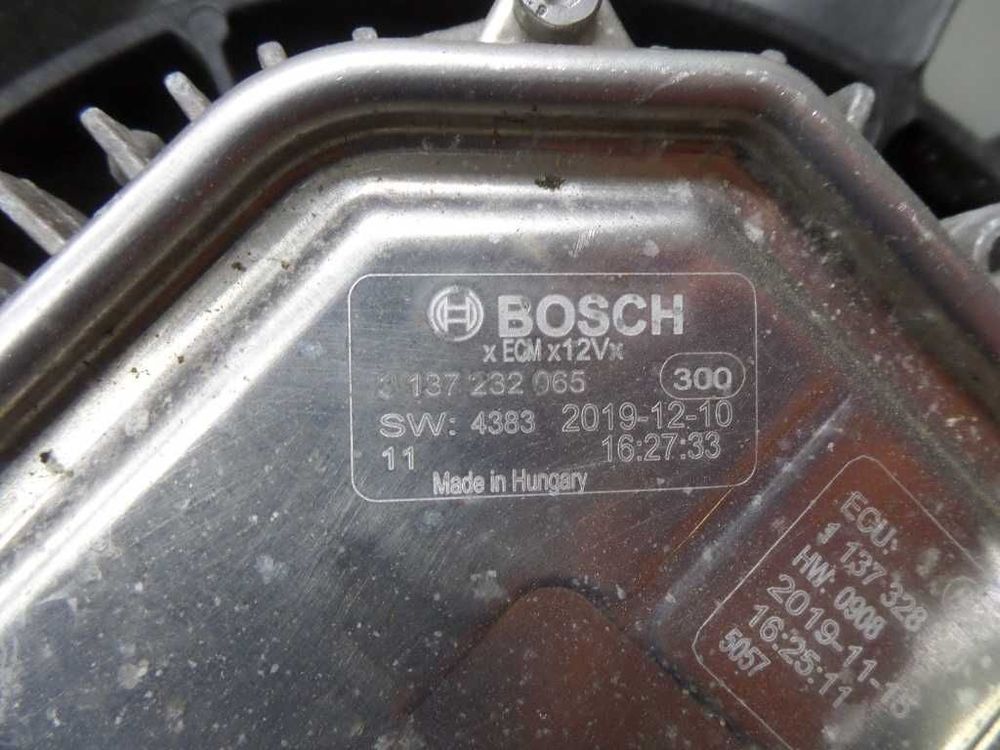 BOSCH
x ECM x12Vx
137 232 065 300
SW: 4383 2019-12-10
11 16:27:33
Made in Hungary
ECU:
137 328
HW: 0908
2019-11-
16:25:11
5057